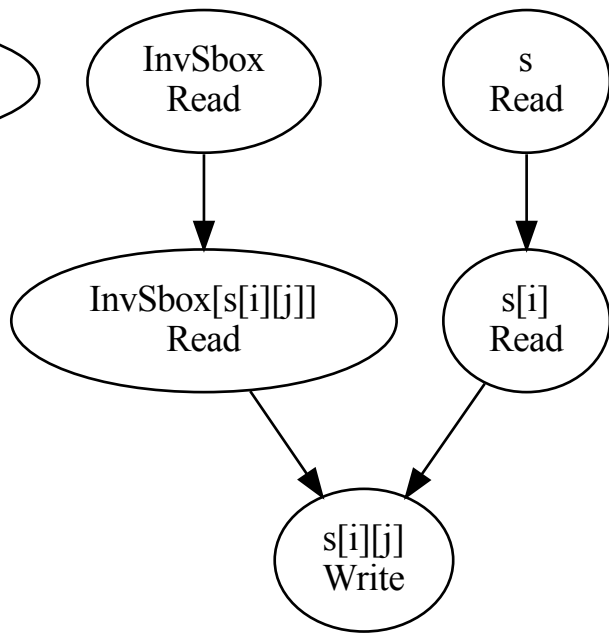 InvSbox
Read
s
Read
InvSbox[s[i][j]]
Read
s[i]
Read
s[i][j]
Write